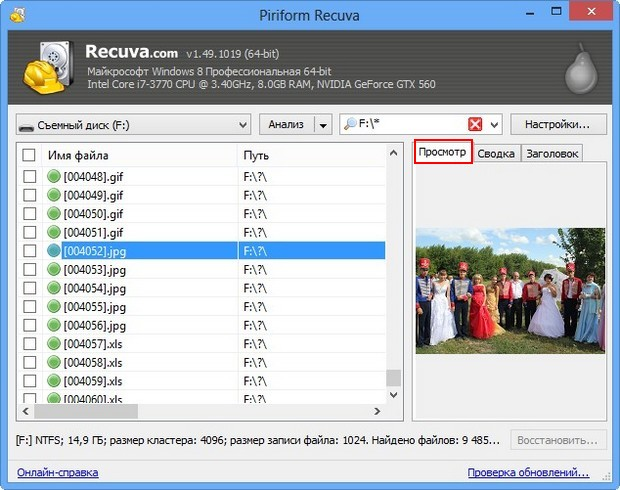 Piriform Recuva
Recuva.com v1.49.1019 (64-bit)
Майкрософт Windows 8 Профессиональная 64-bit
Intel Core i7-3770 CPU @ 3.40GHz, 8.0GB RAM, NVIDIA GeForce GTX 560
Съемный диск (F:)
Анализ
F:\*
Настройки...
Имя файла Путь
Просмотр Сводка Заголовок
[004048].gif F:\?\
[004049].gif F:\?\
[004050].gif F:\?\
[004051].gif F:\?\
[004052].jpg F:\?\
[004053].jpg F:\?\
[004054].jpg F:\?\
[004055].jpg F:\?\
[004056].jpg F:\?\
[004057].xls F:\?\
[004058].xls F:\?\
[004059].xls F:\?\
[004060].xls F:\?\
[F:] NTFS; 14,9 ГБ; размер кластера: 4096; размер записи файла: 1024. Найдено файлов: 9 485...
Восстановить...
Онлайн-справка
Проверка обновлений...